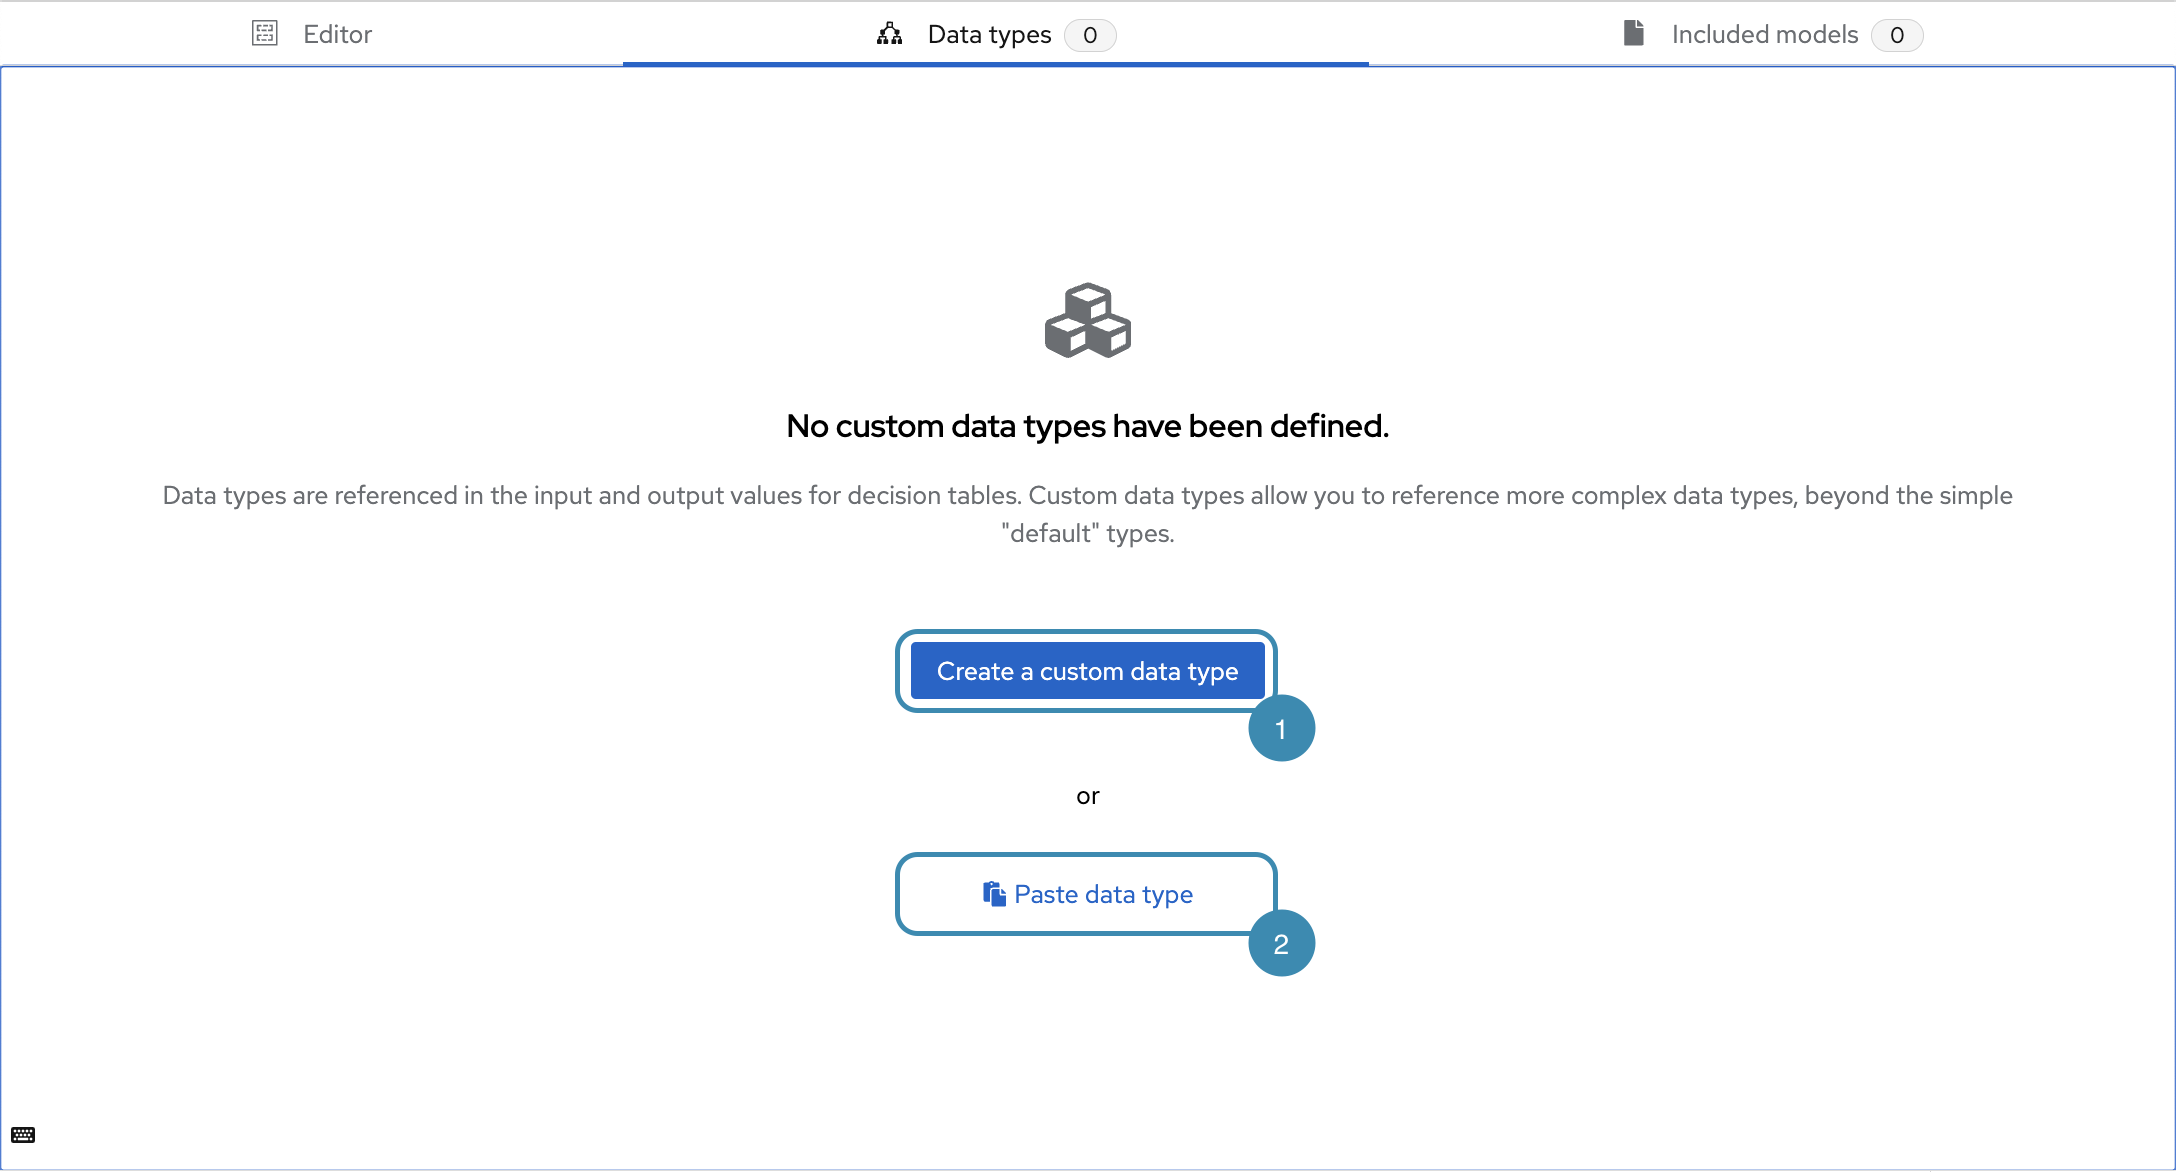 Editor
Data types 0
Included models 0
No custom data types have been defined.
Data types are referenced in the input and output values for decision tables. Custom data types allow you to reference more complex data types, beyond the simple
"default" types.
Create a custom data type
1
or
Paste data type
2